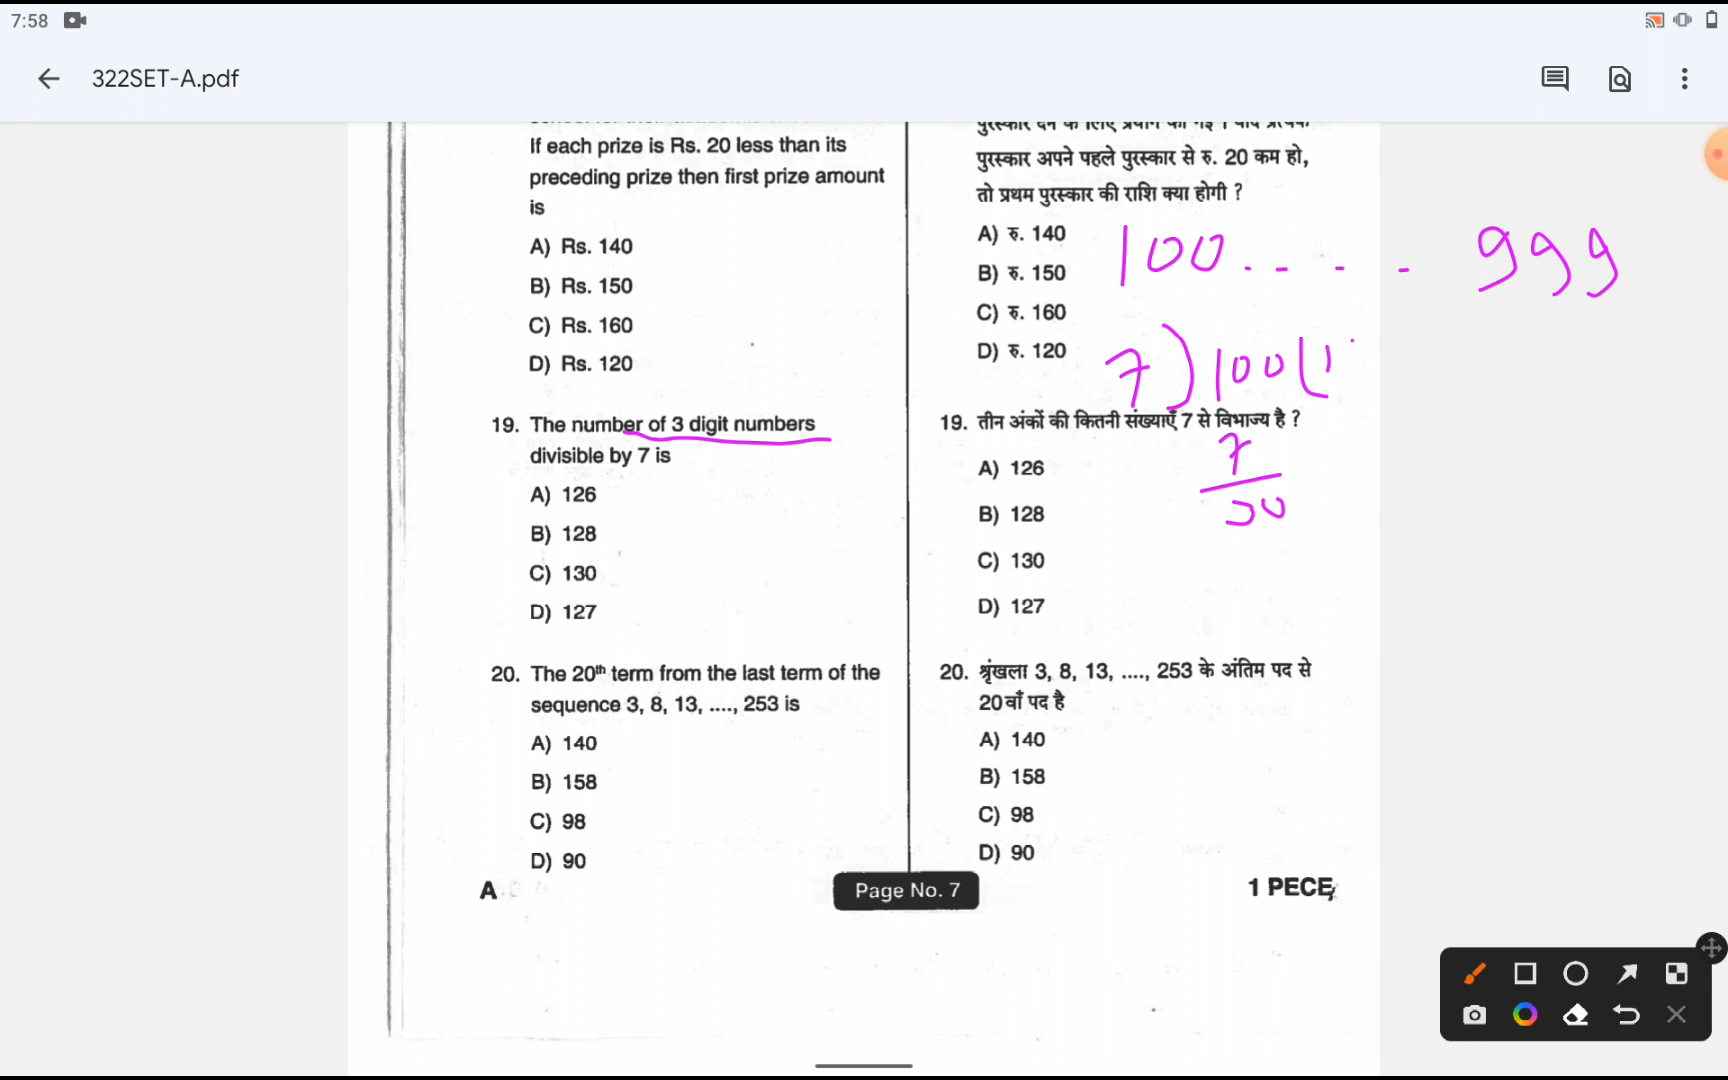 7:58
322SET-A.pdf
If each prize is Rs. 20 less than its
preceding prize then first prize amount
is
A) Rs. 140
B) Rs. 150
C) Rs. 160
D) Rs. 120
19. The number of 3 digit numbers
divisible by 7 is
A) 126
B) 128
C) 130
D) 127
20. The 20th term from the last term of the
sequence 3, 8, 13, ...., 253 is
A) 140
B) 158
C) 98
D) 90
A
पुरस्कार देने के लिए प्रयोग की गई । यदि प्रत्येक
पुरस्कार अपने पहले पुरस्कार से रु. 20 कम हो,
तो प्रथम पुरस्कार की राशि क्या होगी ?
A) रु. 140
B) रु. 150
C) रु. 160
D) रु. 120
100 . . - - - 999
7)100(1
7
30
19. तीन अंकों की कितनी संख्याएँ 7 से विभाज्य है ?
A) 126
B) 128
C) 130
D) 127
20. श्रृंखला 3, 8, 13, ...., 253 के अंतिम पद से
20वाँ पद है
A) 140
B) 158
C) 98
D) 90
Page No. 7
1 PECE